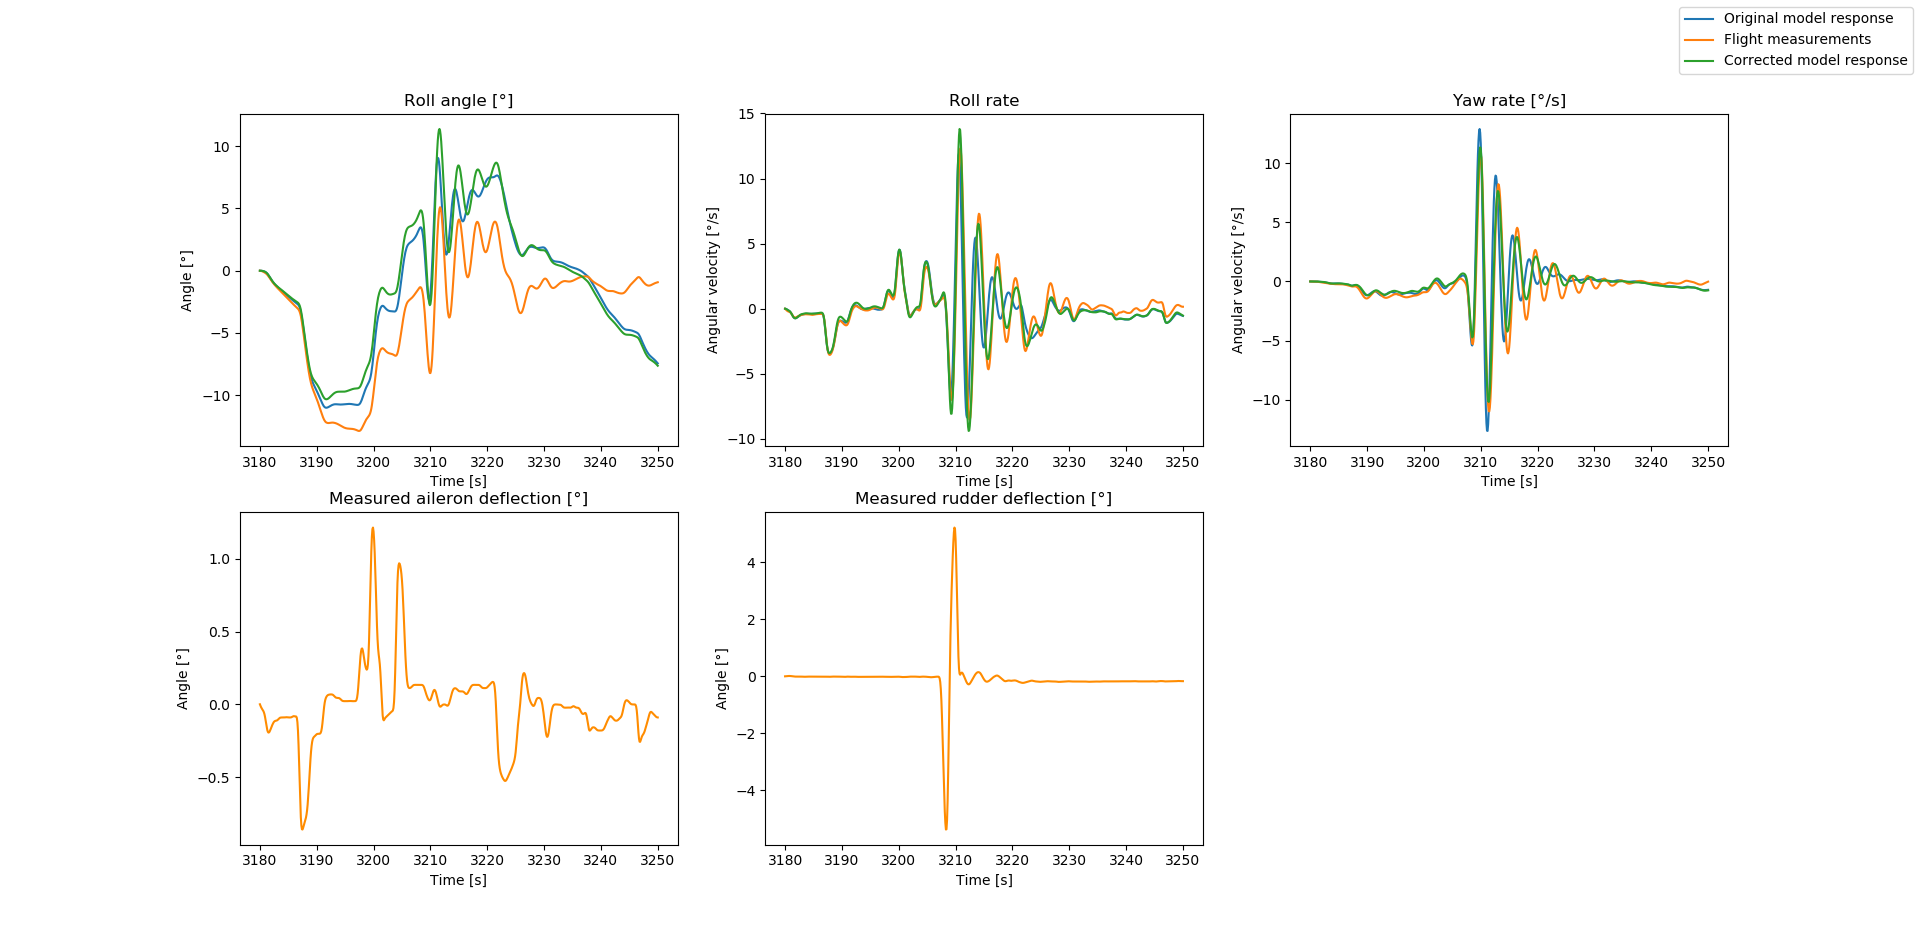 Original model response
Flight measurements
Corrected model response
Roll angle [°]
Angle [°]
10
5
0
−5
−10
3180 3190 3200 3210 3220 3230 3240 3250
Time [s]
Roll rate
Angular velocity [°/s]
15
10
5
0
−5
−10
3180 3190 3200 3210 3220 3230 3240 3250
Time [s]
Yaw rate [°/s]
Angular velocity [°/s]
10
5
0
−5
−10
3180 3190 3200 3210 3220 3230 3240 3250
Time [s]
Measured aileron deflection [°]
Angle [°]
1.0
0.5
0.0
−0.5
3180 3190 3200 3210 3220 3230 3240 3250
Time [s]
Measured rudder deflection [°]
Angle [°]
4
2
0
−2
−4
3180 3190 3200 3210 3220 3230 3240 3250
Time [s]